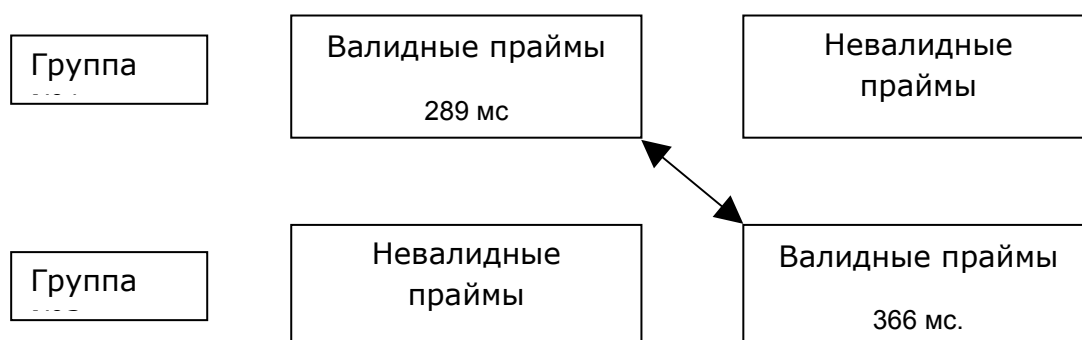 Группа
Валидные праймы
289 мс
Невалидные
праймы
Группа
Невалидные
праймы
Валидные праймы
366 мс.